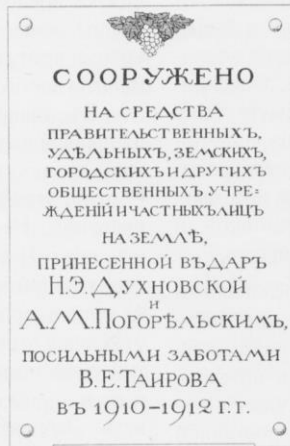 СООРУЖЕНО
НА СРЕДСТВА
ПРАВИТЕЛЬСТВЕННЫХЪ,
УДѢЛЬНЫХЪ, ЗЕМСКИХЪ,
ГОРОДСКИХЪ И ДРУГИХЪ
ОБЩЕСТВЕННЫХЪ УЧРЕ=
ЖДЕНІЙ И ЧАСТНЫХЪ ЛИЦЪ
НА ЗЕМЛѢ,
ПРИНЕСЕННОЙ ВЪ ДАРЪ
Н.Э. ДУХНОВСКОЙ
И
А.М. ПОГОРѢЛЬСКИМЪ,
ПОСИЛЬНЫМИ ЗАБОТАМИ
В.Е. ТАИРОВА
ВЪ 1910–1912 Г.Г.